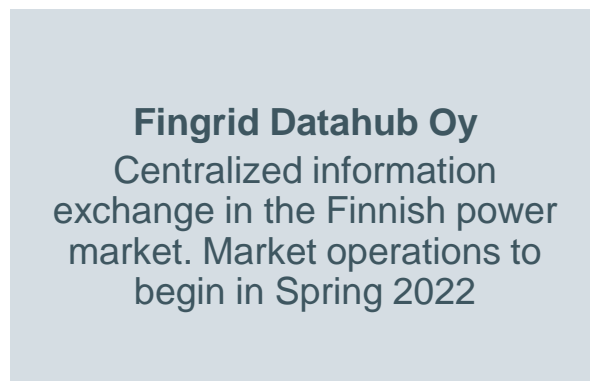 Fingrid Datahub Oy
Centralized information
exchange in the Finnish power
market. Market operations to
begin in Spring 2022